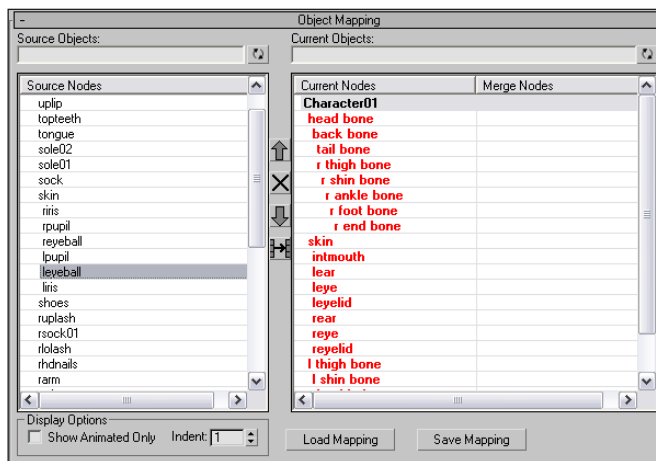 - Object Mapping
Source Objects:
Current Objects:
Source Nodes
uplip
topteeth
tongue
sole02
sole01
sock
skin
riris
rpupil
reyeball
lpupil
leyeball
liris
shoes
ruplash
rsock01
rlolash
rhdnails
rarm
Current Nodes Merge Nodes
Character01
head bone
back bone
tail bone
r thigh bone
r shin bone
r ankle bone
r foot bone
r end bone
skin
intmouth
lear
leye
leyelid
rear
reye
reyelid
l thigh bone
l shin bone
Display Options
Show Animated Only Indent: 1
Load Mapping
Save Mapping